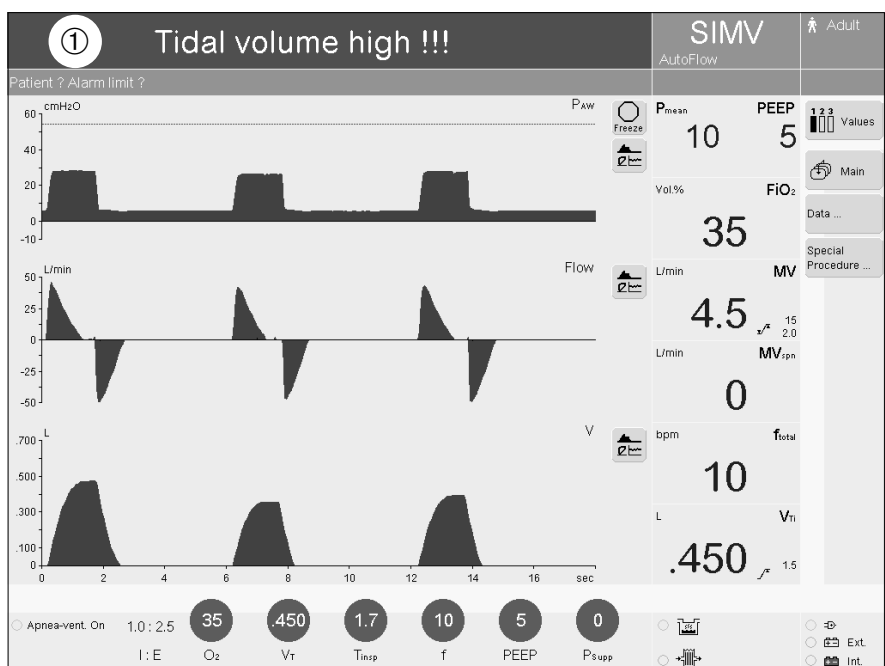 ① Tidal volume high !!!
SIMV
AutoFlow
Adult
Patient ? Alarm limit ?
cmH2O
PAW
60
40
20
0
-10
Freeze
L/min
Flow
50
25
0
-25
-50
L
V
.700
.500
.300
.100
0
0 2 4 6 8 10 12 14 16 sec
Pmean PEEP
10 5
Vol.% FiO2
35
L/min MV
4.5 15
2.0
L/min MVspn
0
bpm ftotal
10
L VTi
.450 1.5
1 2 3
Values
Main
Data ...
Special
Procedure ...
Apnea-vent. On
1.0 : 2.5 35 .450 1.7 10 5 0
I : E O2 VT Tinsp f PEEP Psupp
Ext.
Int.